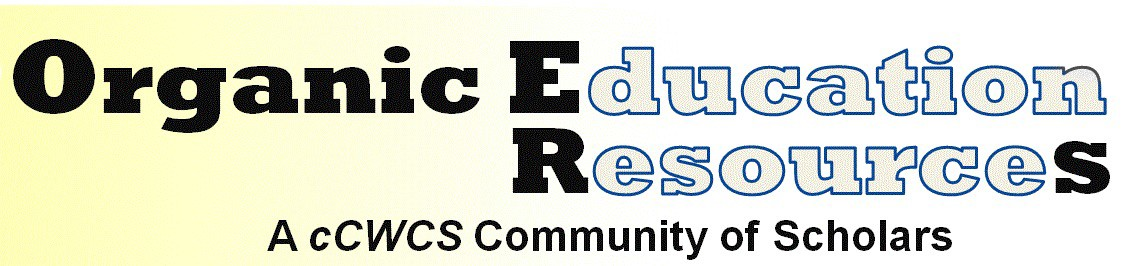 Organic Education
Resources
A cCWCS Community of Scholars